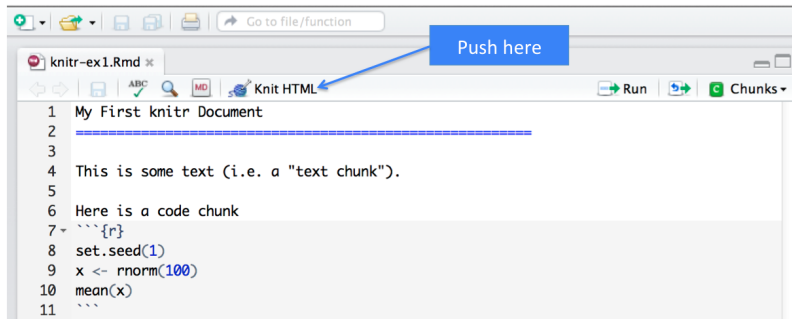 Go to file/function
Push here
knitr-ex1.Rmd
ABC MD Knit HTML Run C Chunks
1 My First knitr Document
2 ========================================================
3
4 This is some text (i.e. a "text chunk").
5
6 Here is a code chunk
7 ```{r}
8 set.seed(1)
9 x <- rnorm(100)
10 mean(x)
11 ```